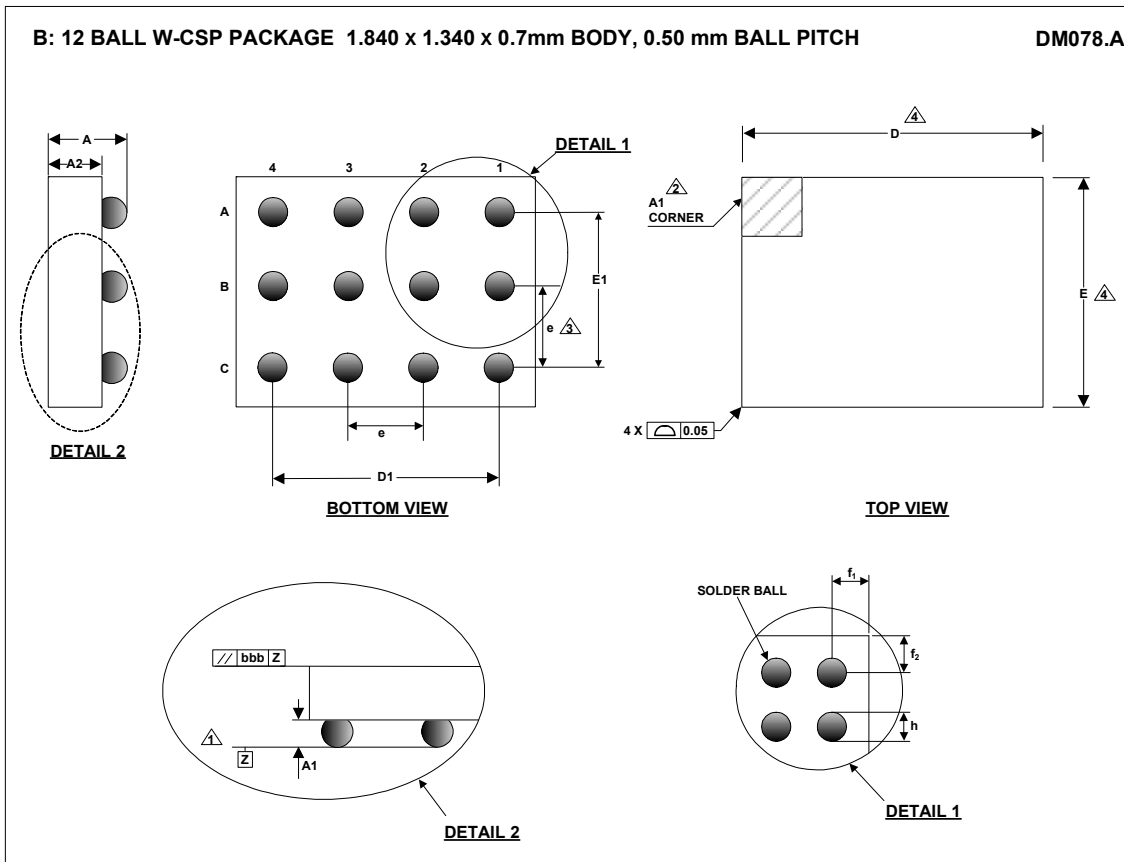 B: 12 BALL W-CSP PACKAGE 1.840 x 1.340 x 0.7mm BODY, 0.50 mm BALL PITCH
DM078.A
A
A2
DETAIL 2
DETAIL 1
4 3 2 1
A
B
C
E1
e 3
e
D1
BOTTOM VIEW
4
D
2
A1
CORNER
E 4
4 X 0.05
TOP VIEW
// bbb Z
1
Z
A1
DETAIL 2
f₁
SOLDER BALL
f₂
h
DETAIL 1